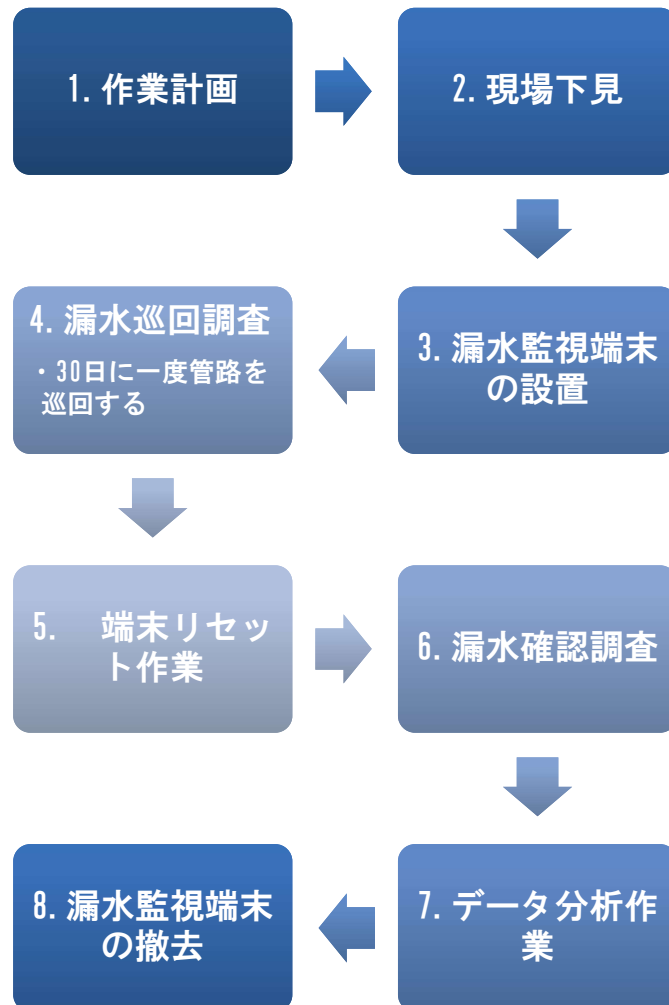 1. 作業計画
2. 現場下見
3. 漏水監視端末
の設置
4. 漏水巡回調査
・30日に一度管路を
巡回する
5. 端末リセッ
ト作業
6. 漏水確認調査
7. データ分析作
業
8. 漏水監視端末
の撤去